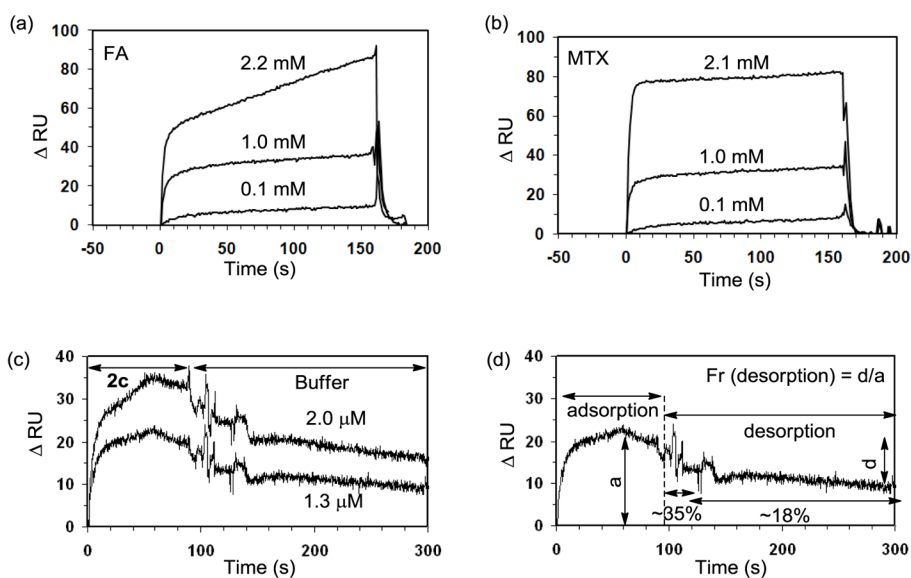 (a)
FA
2.2 mM
1.0 mM
0.1 mM
Δ RU
100
80
60
40
20
0
-50 0 50 100 150 200
Time (s)
(b)
MTX
2.1 mM
1.0 mM
0.1 mM
Δ RU
100
80
60
40
20
0
-50 0 50 100 150 200
Time (s)
(c)
2c
Buffer
2.0 μM
1.3 μM
Δ RU
40
30
20
10
0
0 100 200 300
Time (s)
(d)
Fr (desorption) = d/a
adsorption
desorption
a
d
~35%
~18%
Δ RU
40
30
20
10
0
0 100 200 300
Time (s)